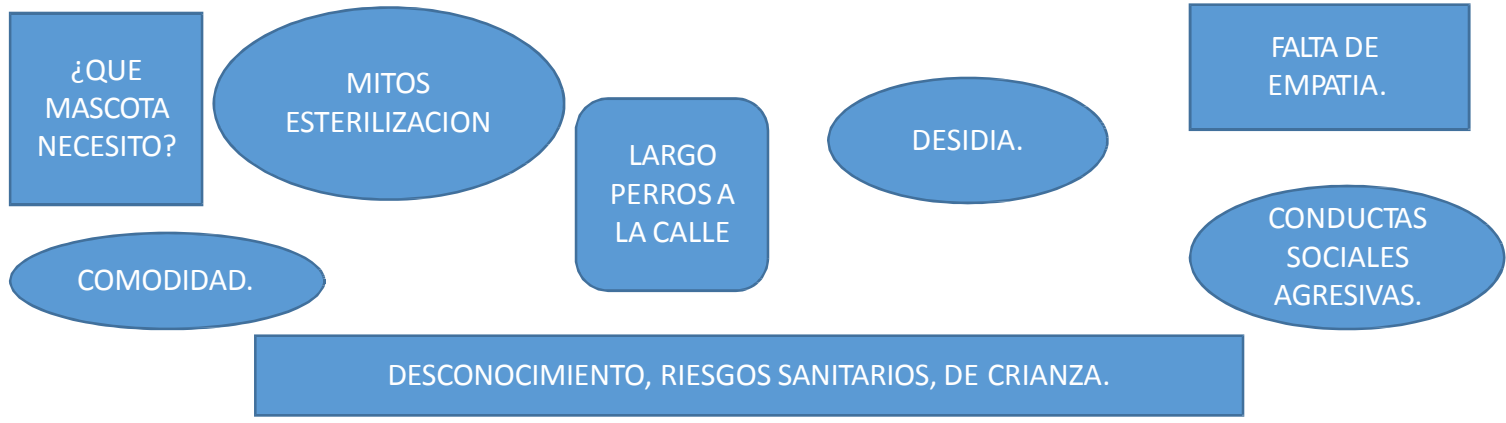 ¿QUE
MASCOTA
NECESITO?
MITOS
ESTERILIZACION
LARGO
PERROS A
LA CALLE
DESIDIA.
FALTA DE
EMPATIA.
COMODIDAD.
CONDUCTAS
SOCIALES
AGRESIVAS.
DESCONOCIMIENTO, RIESGOS SANITARIOS, DE CRIANZA.